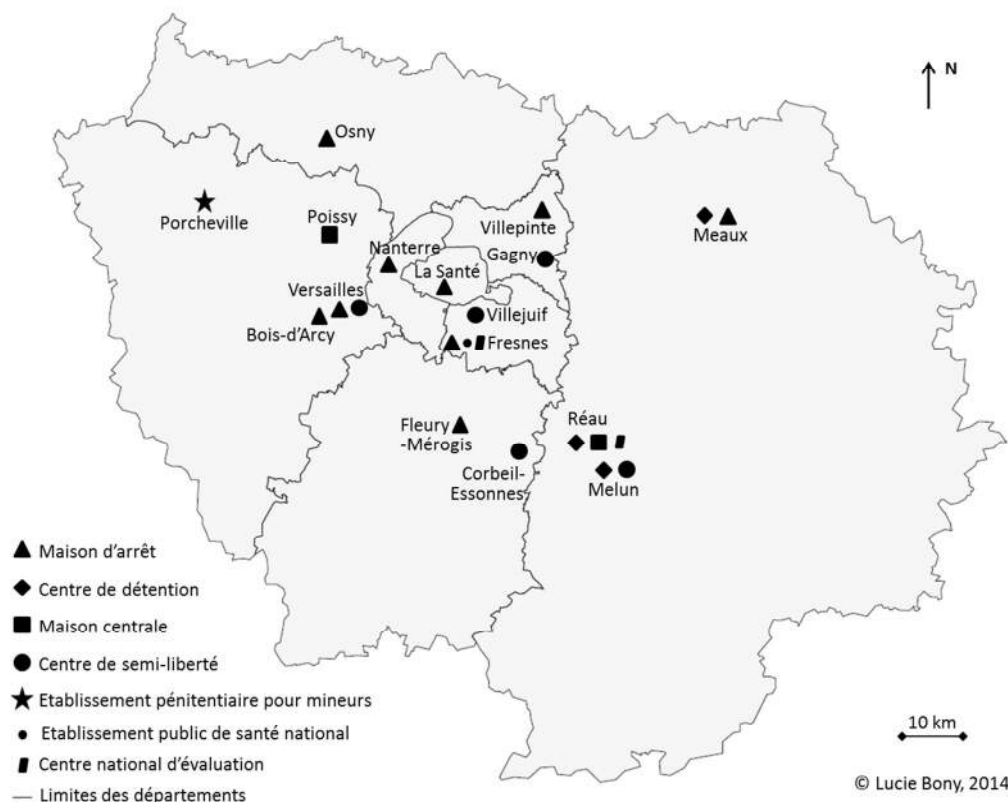 N
Osny
Porcheville
Poissy
Villepinte
Meaux
Nanterre
Gagny
La Santé
Versailles
Villejuif
Bois-d’Arcy
Fresnes
Réau
Fleury
-Mérogis
Corbeil-
Essonnes
Melun
Maison d’arrêt
Centre de détention
Maison centrale
Centre de semi-liberté
Etablissement pénitentiaire pour mineurs
Etablissement public de santé national
Centre national d’évaluation
Limites des départements
10 km
© Lucie Bony, 2014